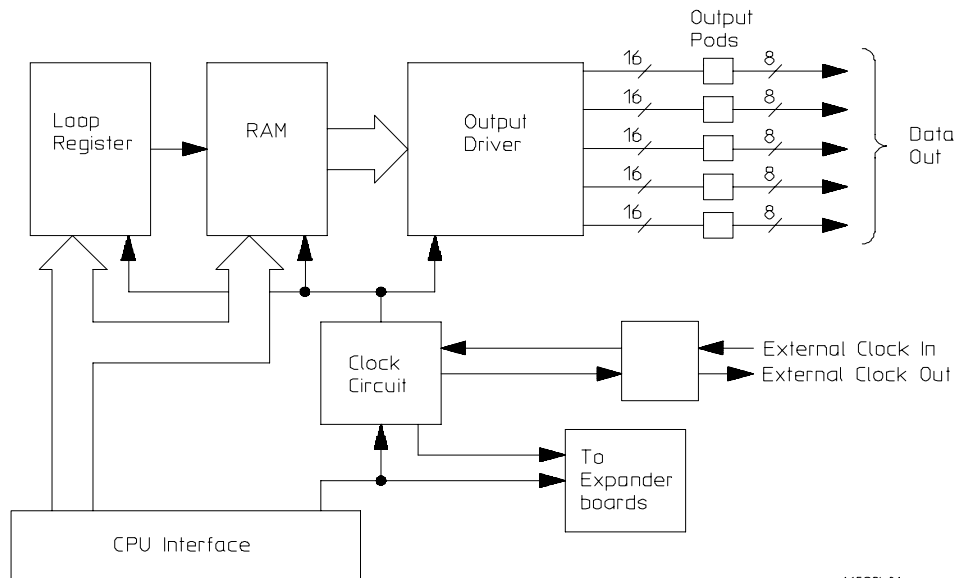 Output
Pods
16 8
Loop
Register
RAM
Output
Driver
16 8
16 8
16 8
16 8
Data
Out
Clock
Circuit
External Clock In
External Clock Out
To
Expander
boards
CPU Interface